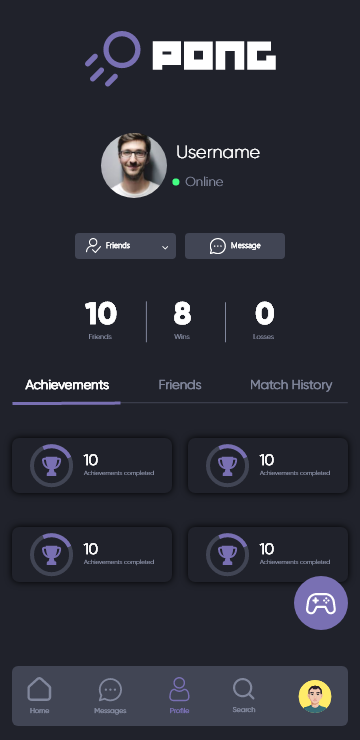 PONG
Username
Online
Friends
Message
10
8
0
Friends
Wins
Losses
Achievements
Friends
Match History
10
Achievements completed
10
Achievements completed
10
Achievements completed
10
Achievements completed
Home
Messages
Profile
Search